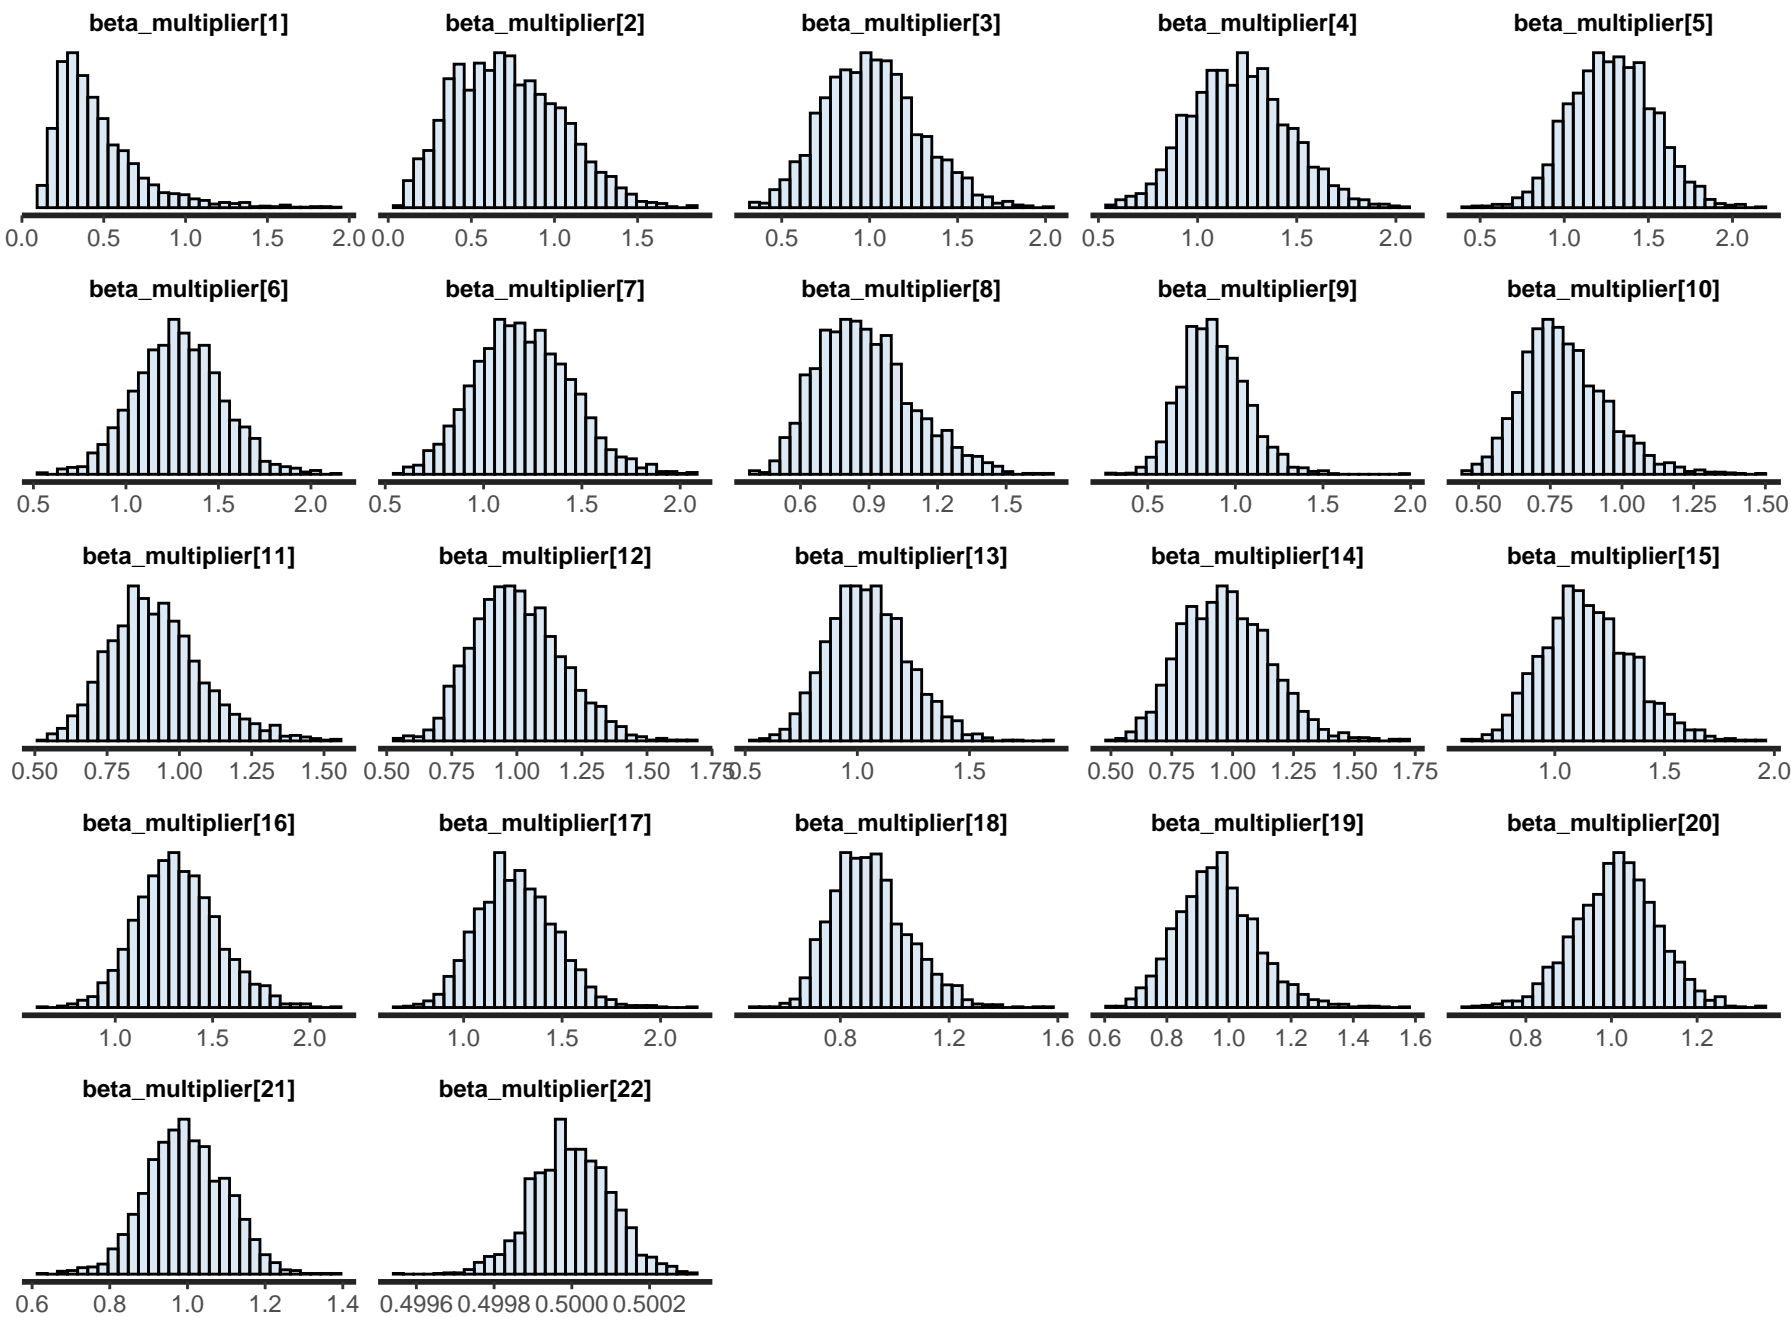 beta_multiplier[1] beta_multiplier[2] beta_multiplier[3] beta_multiplier[4] beta_multiplier[5]
0.0 0.5 1.0 1.5 2.0 0.0 0.5 1.0 1.5 0.5 1.0 1.5 2.0 0.5 1.0 1.5 2.0 0.5 1.0 1.5 2.0
beta_multiplier[6] beta_multiplier[7] beta_multiplier[8] beta_multiplier[9] beta_multiplier[10]
0.5 1.0 1.5 2.0 0.5 1.0 1.5 2.0 0.6 0.9 1.2 1.5 0.5 1.0 1.5 2.0 0.50 0.75 1.00 1.25 1.50
beta_multiplier[11] beta_multiplier[12] beta_multiplier[13] beta_multiplier[14] beta_multiplier[15]
0.50 0.75 1.00 1.25 1.50 0.50 0.75 1.00 1.25 1.50 1.75 0.5 1.0 1.5 0.50 0.75 1.00 1.25 1.50 1.75 1.0 1.5 2.0
beta_multiplier[16] beta_multiplier[17] beta_multiplier[18] beta_multiplier[19] beta_multiplier[20]
1.0 1.5 2.0 1.0 1.5 2.0 0.8 1.2 1.6 0.6 0.8 1.0 1.2 1.4 1.6 0.8 1.0 1.2
beta_multiplier[21] beta_multiplier[22]
0.6 0.8 1.0 1.2 1.4 0.4996 0.4998 0.5000 0.5002